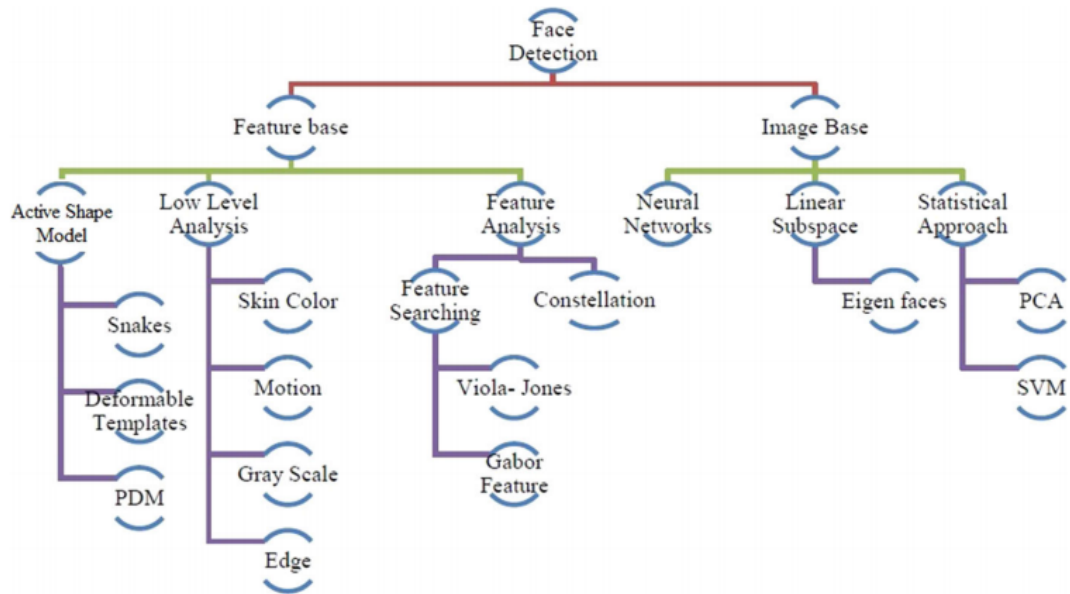 Face
Detection
Feature base
Image Base
Active Shape
Model
Low Level
Analysis
Feature
Analysis
Neural
Networks
Linear
Subspace
Statistical
Approach
Snakes
Deformable
Templates
PDM
Skin Color
Motion
Gray Scale
Edge
Feature
Searching
Constellation
Viola- Jones
Gabor
Feature
Eigen faces
PCA
SVM